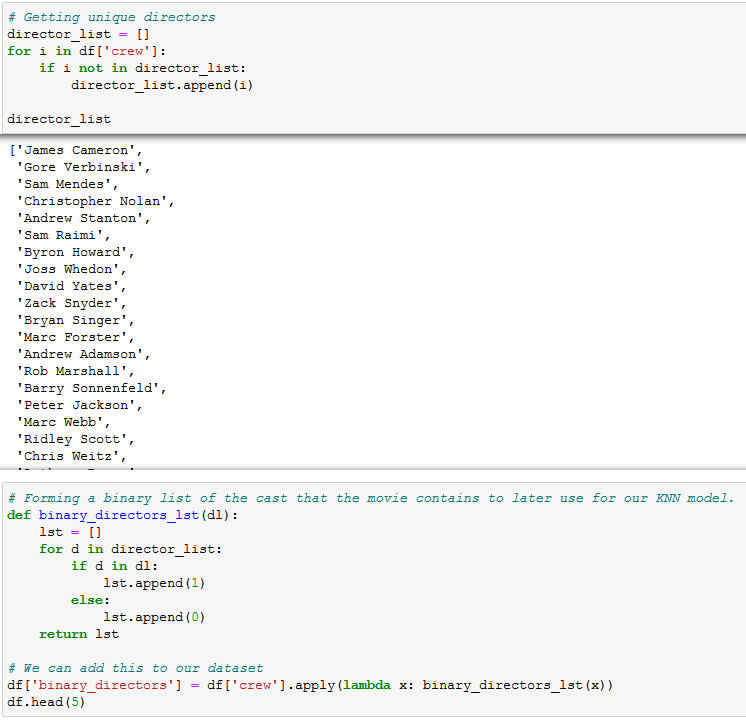 # Getting unique directors
director_list = []
for i in df['crew']:
    if i not in director_list:
        director_list.append(i)
director_list
['James Cameron',
 'Gore Verbinski',
 'Sam Mendes',
 'Christopher Nolan',
 'Andrew Stanton',
 'Sam Raimi',
 'Byron Howard',
 'Joss Whedon',
 'David Yates',
 'Zack Snyder',
 'Bryan Singer',
 'Marc Forster',
 'Andrew Adamson',
 'Rob Marshall',
 'Barry Sonnenfeld',
 'Peter Jackson',
 'Marc Webb',
 'Ridley Scott',
 'Chris Weitz',
# Forming a binary list of the cast that the movie contains to later use for our KNN model.
def binary_directors_lst(dl):
    lst = []
    for d in director_list:
        if d in dl:
            lst.append(1)
        else:
            lst.append(0)
    return lst
# We can add this to our dataset
df['binary_directors'] = df['crew'].apply(lambda x: binary_directors_lst(x))
df.head(5)